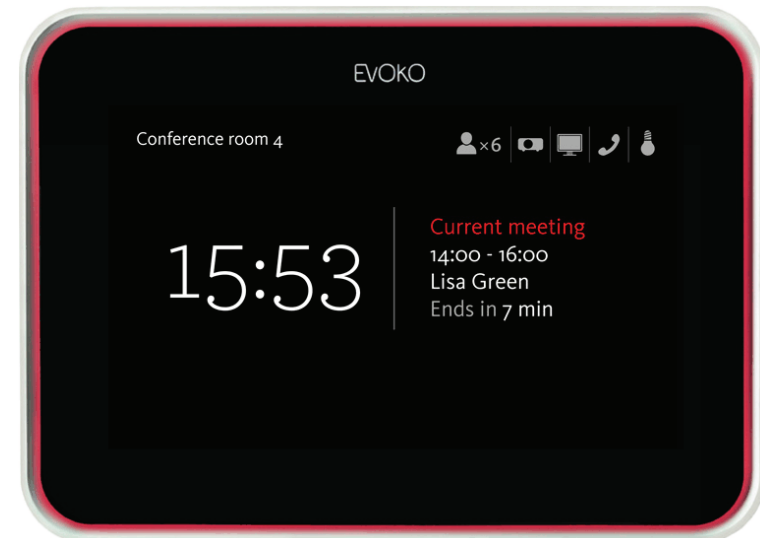 EVOKO
Conference room 4
×6
15:53
Current meeting
14:00 - 16:00
Lisa Green
Ends in 7 min